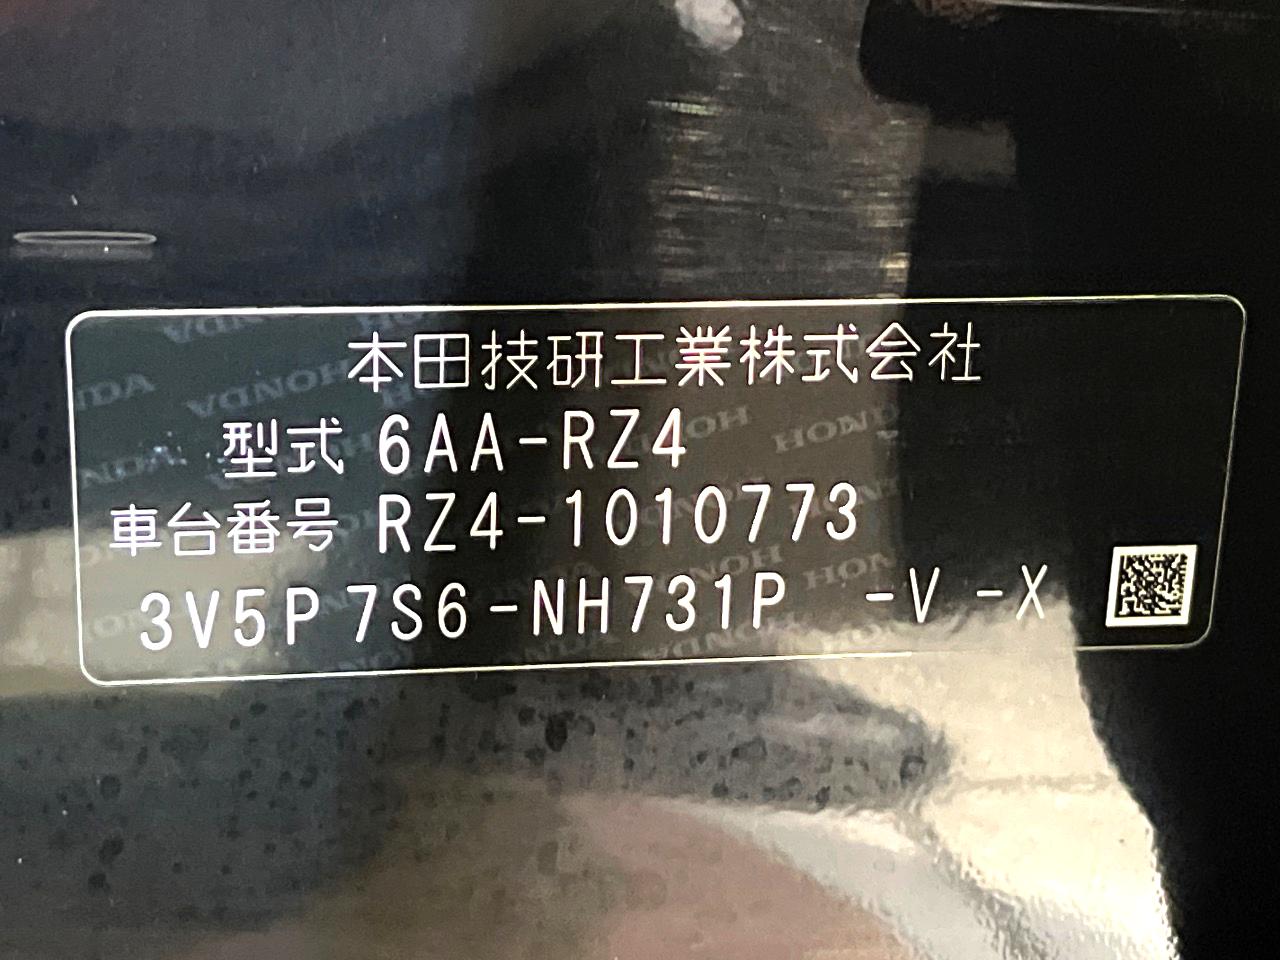 本田技研工業株式会社
型式 6AA-RZ4
車台番号 RZ4-1010773
3V5P7S6-NH731P -V -X